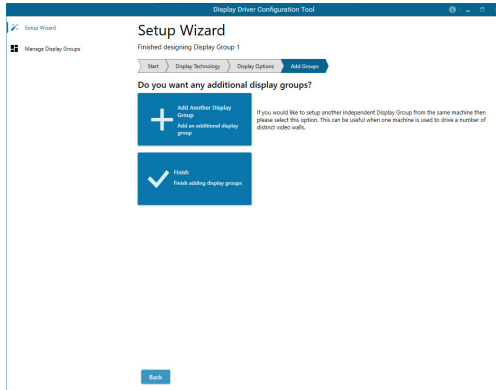 Display Driver Configuration Tool
Setup Wizard
Manage Display Groups
Setup Wizard
Finished designing Display Group 1
Start
Display Technology
Display Options
Add Groups
Do you want any additional display groups?
Add Another Display
Group
Add an additional display
group
If you would like to setup another independent Display Group from the same machine then
please select this option. This can be useful when one machine is used to drive a number of
distinct video walls.
Finish
Finish adding display groups
Back